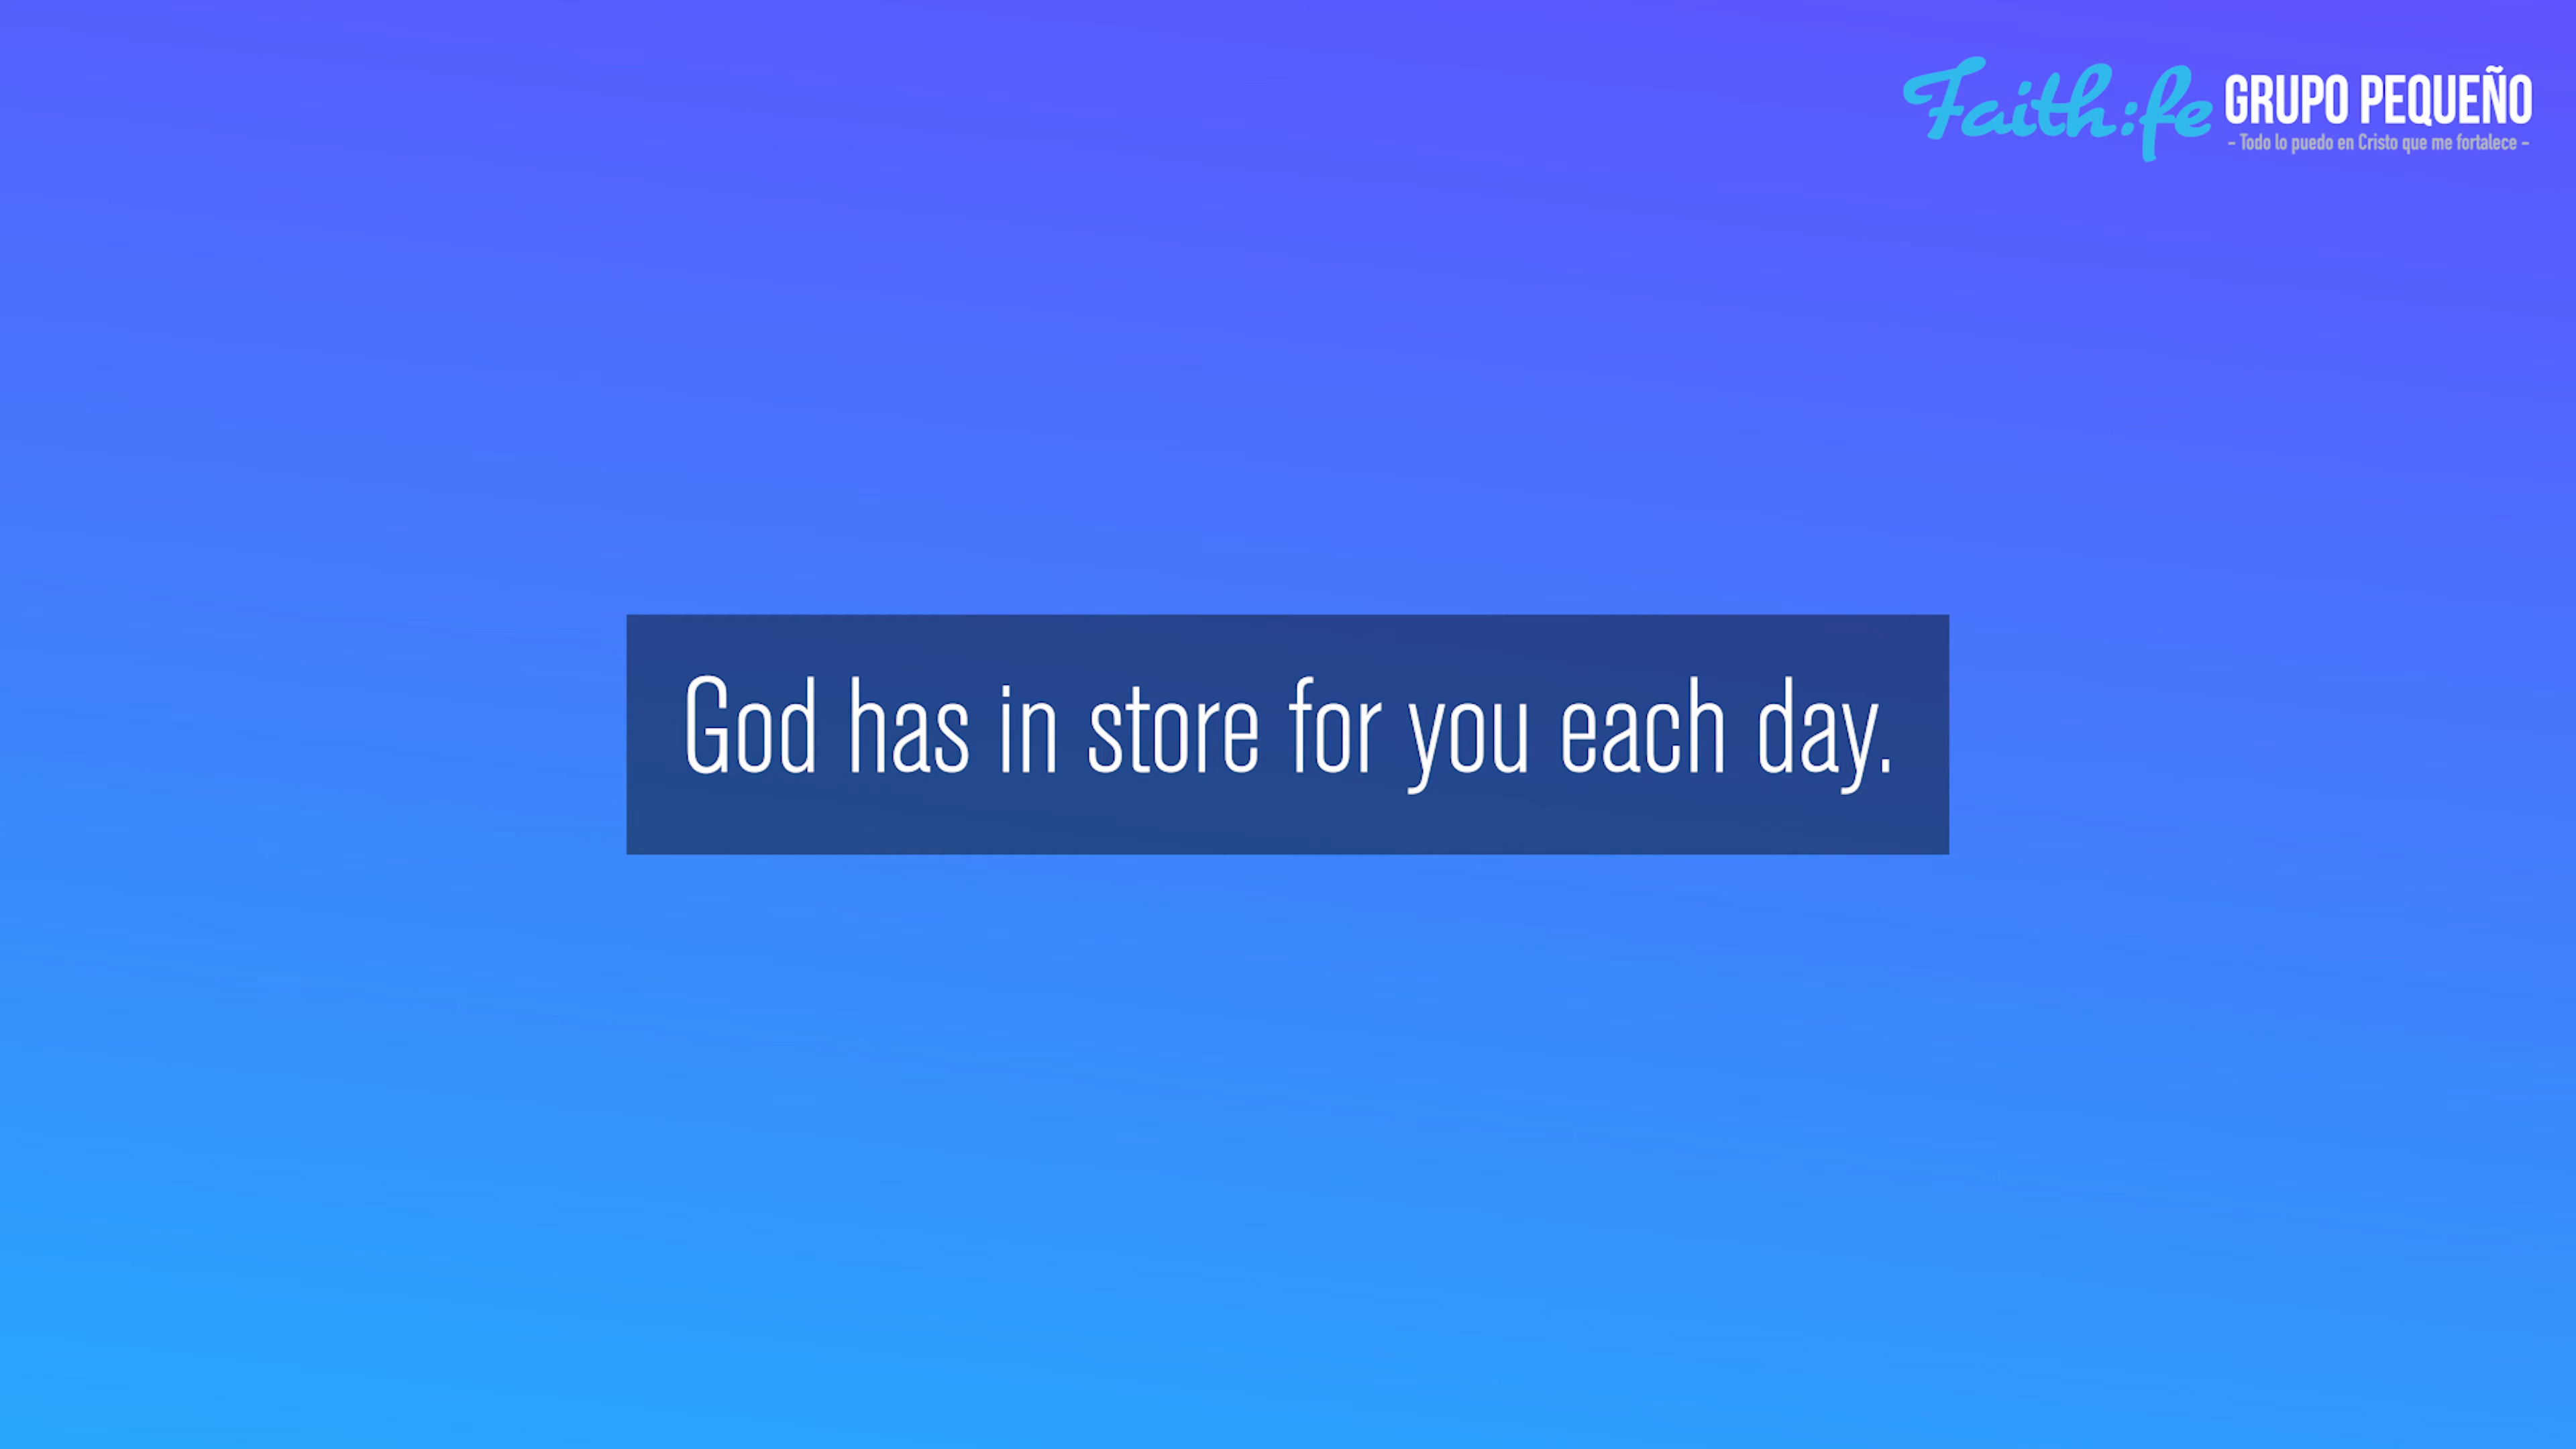 Faith:fe GRUPO PEQUEÑO
- Todo lo puedo en Cristo que me fortalece -
God has in store for you each day.